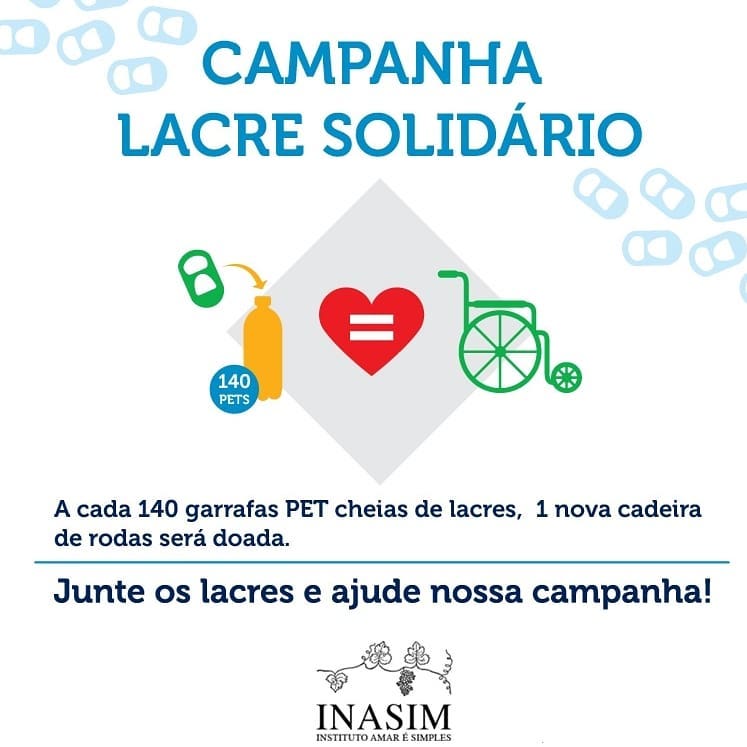 CAMPANHA
LACRE SOLIDÁRIO
140
PETS
A cada 140 garrafas PET cheias de lacres, 1 nova cadeira
de rodas será doada.
Junte os lacres e ajude nossa campanha!
INASIM
INSTITUTO AMAR É SIMPLES